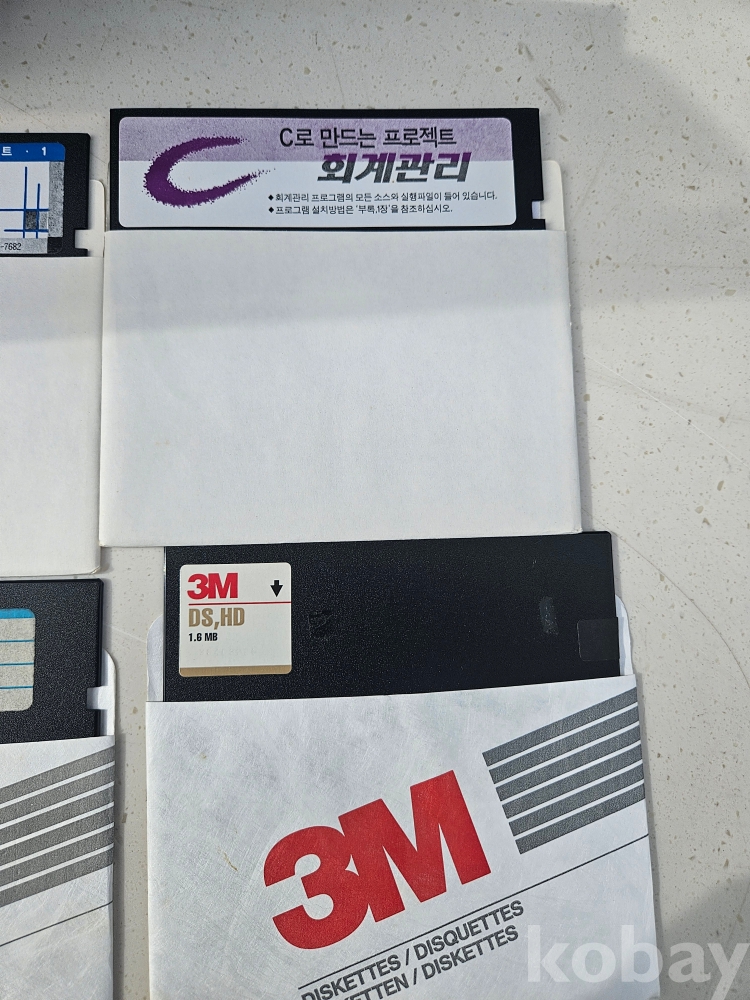 트 · 1
-7682
C로 만드는 프로젝트
회계관리
◆ 회계관리 프로그램의 모든 소스와 실행파일이 들어 있습니다.
◆ 프로그램 설치방법은 '부록,1장'을 참조하십시오.
3M
DS,HD
1.6 MB
3M
DISKETTES / DISQUETTES
KETTEN / DISKETTES
kobay